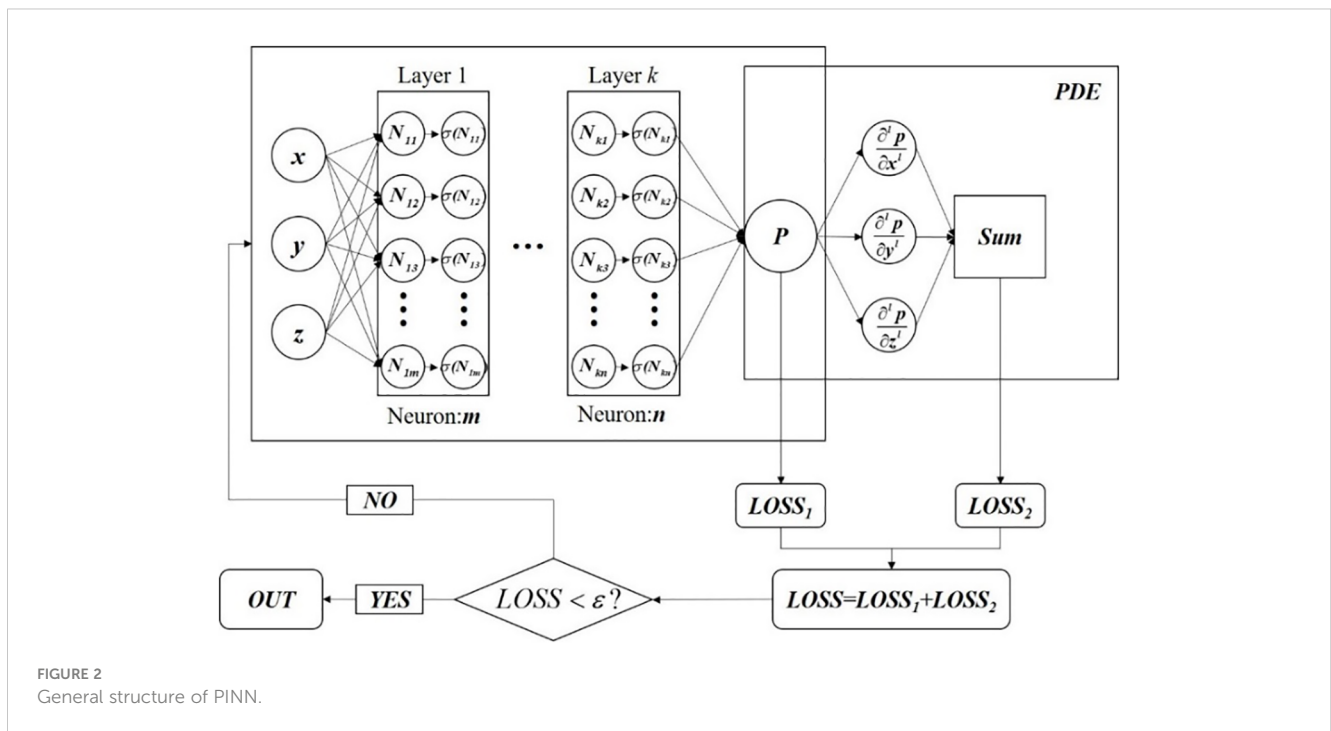 Layer 1
Layer k
PDE
x
y
z
N₁₁ σ(N₁₁)
N₁₂ σ(N₁₂)
N₁₃ σ(N₁₃)
N₁ₘ σ(N₁ₘ)
Neuron:m
...
Nₖ₁ σ(Nₖ₁)
Nₖ₂ σ(Nₖ₂)
Nₖ₃ σ(Nₖ₃)
Nₖₙ σ(Nₖₙ)
Neuron:n
P
∂ˡp/∂xˡ
∂ˡp/∂yˡ
∂ˡp/∂zˡ
Sum
NO
LOSS₁
LOSS₂
OUT
YES
LOSS < ε?
LOSS=LOSS₁+LOSS₂
FIGURE 2
General structure of PINN.